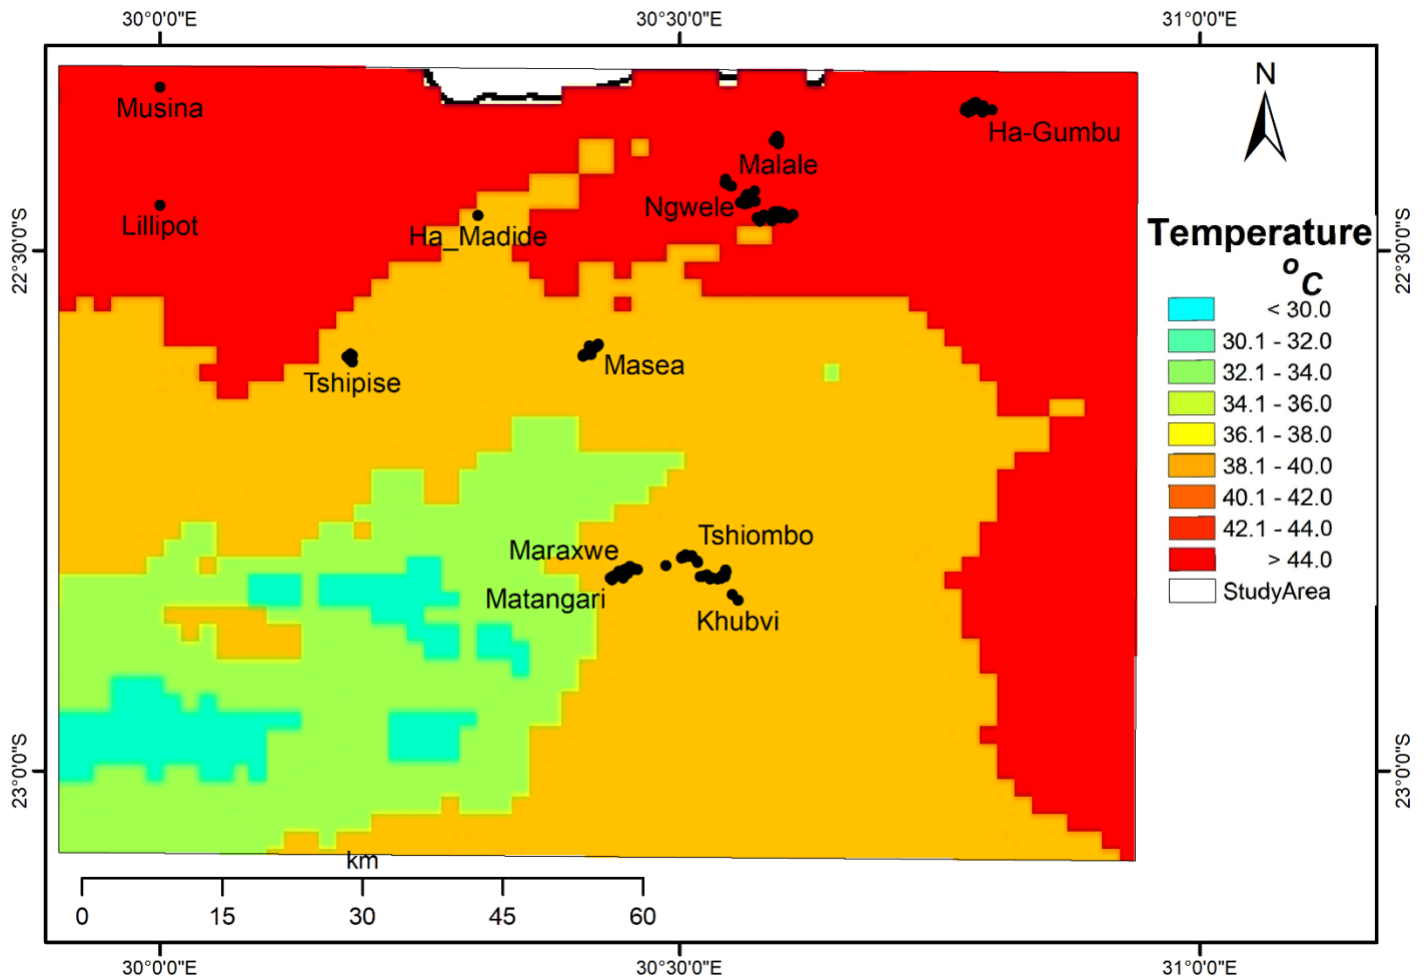 30°0'0"E
30°30'0"E
31°0'0"E
N
Musina
Ha-Gumbu
Malale
Ngwele
Lillipot
Ha_Madide
22°30'0"S
22°30'0"S
Temperature
°C
< 30.0
30.1 - 32.0
32.1 - 34.0
34.1 - 36.0
36.1 - 38.0
38.1 - 40.0
40.1 - 42.0
42.1 - 44.0
> 44.0
StudyArea
Tshipise
Masea
Tshiombo
Maraxwe
Matangari
Khubvi
23°0'0"S
23°0'0"S
km
0 15 30 45 60
30°0'0"E
30°30'0"E
31°0'0"E